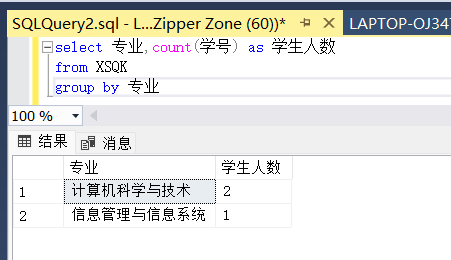 SQLQuery2.sql - L...Zipper Zone (60))* LAPTOP-OJ347
select 专业,count(学号) as 学生人数
from XSQK
group by 专业
100 %
结果 消息
专业 学生人数
1 计算机科学与技术 2
2 信息管理与信息系统 1